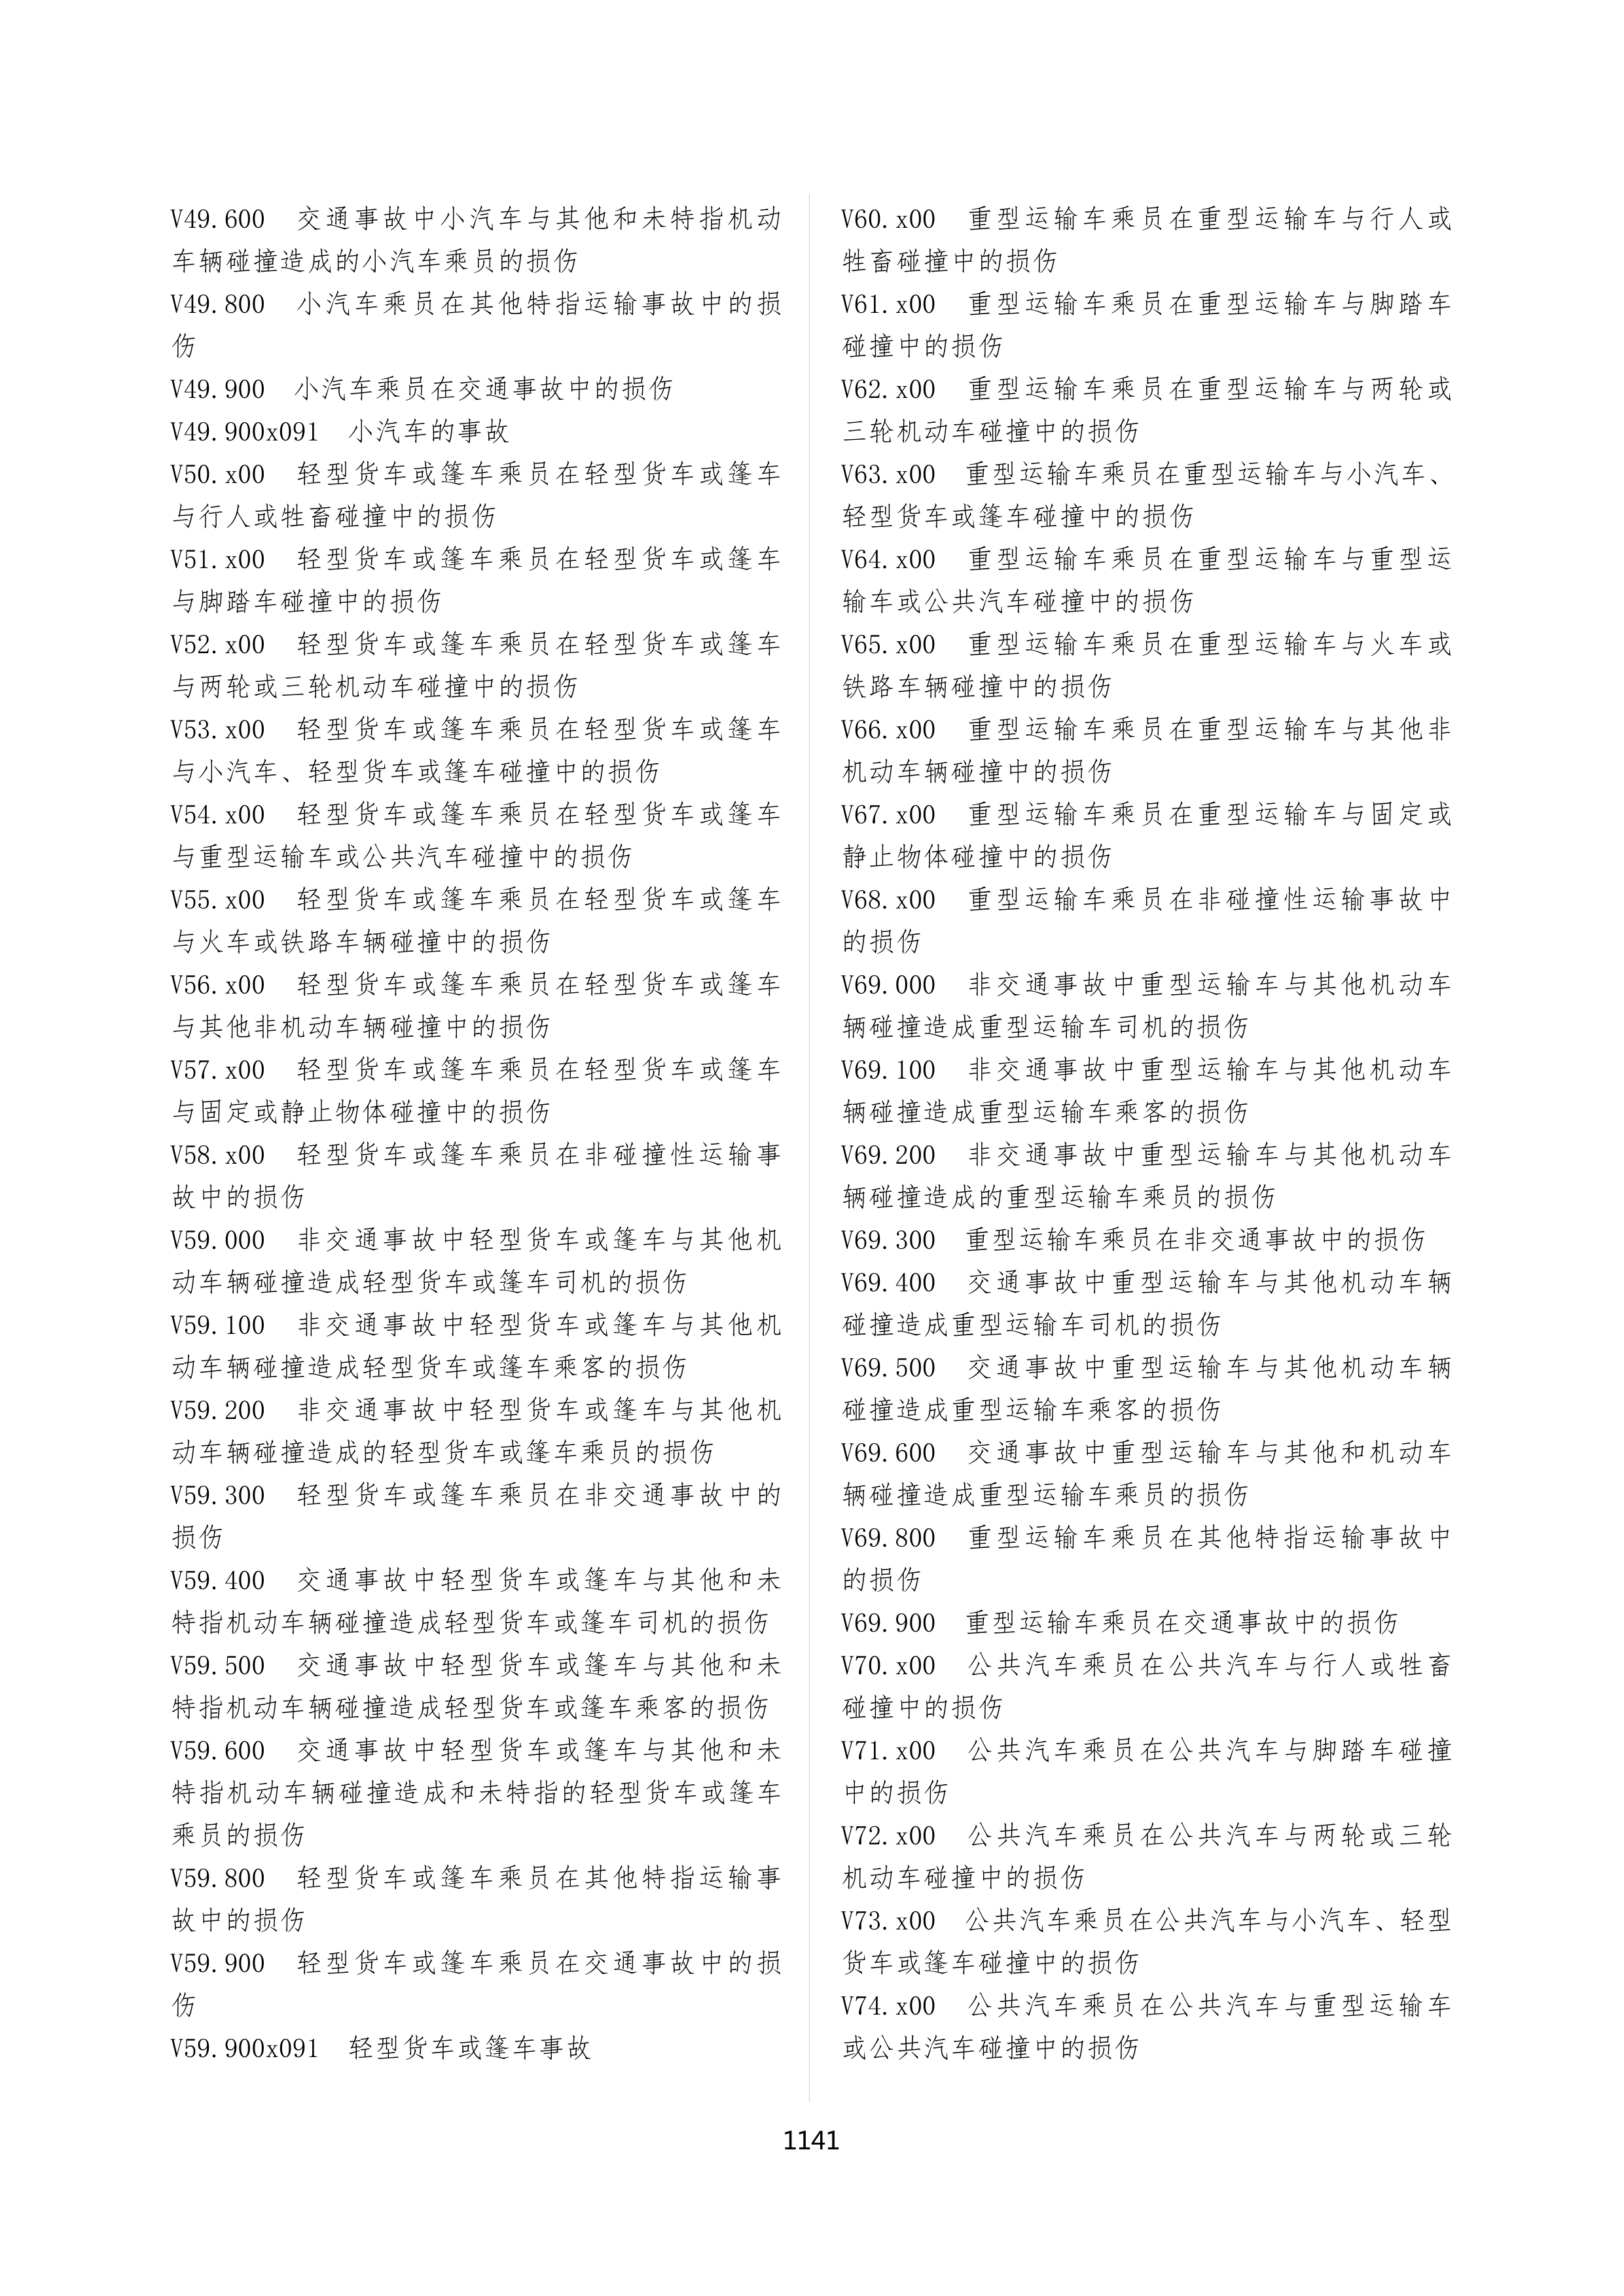 V49.600 交通事故中小汽车与其他和未特指机动
车辆碰撞造成的小汽车乘员的损伤
V49.800 小汽车乘员在其他特指运输事故中的损
伤
V49.900 小汽车乘员在交通事故中的损伤
V49.900x091 小汽车的事故
V50.x00 轻型货车或篷车乘员在轻型货车或篷车
与行人或牲畜碰撞中的损伤
V51.x00 轻型货车或篷车乘员在轻型货车或篷车
与脚踏车碰撞中的损伤
V52.x00 轻型货车或篷车乘员在轻型货车或篷车
与两轮或三轮机动车碰撞中的损伤
V53.x00 轻型货车或篷车乘员在轻型货车或篷车
与小汽车、轻型货车或篷车碰撞中的损伤
V54.x00 轻型货车或篷车乘员在轻型货车或篷车
与重型运输车或公共汽车碰撞中的损伤
V55.x00 轻型货车或篷车乘员在轻型货车或篷车
与火车或铁路车辆碰撞中的损伤
V56.x00 轻型货车或篷车乘员在轻型货车或篷车
与其他非机动车辆碰撞中的损伤
V57.x00 轻型货车或篷车乘员在轻型货车或篷车
与固定或静止物体碰撞中的损伤
V58.x00 轻型货车或篷车乘员在非碰撞性运输事
故中的损伤
V59.000 非交通事故中轻型货车或篷车与其他机
动车辆碰撞造成轻型货车或篷车司机的损伤
V59.100 非交通事故中轻型货车或篷车与其他机
动车辆碰撞造成轻型货车或篷车乘客的损伤
V59.200 非交通事故中轻型货车或篷车与其他机
动车辆碰撞造成的轻型货车或篷车乘员的损伤
V59.300 轻型货车或篷车乘员在非交通事故中的
损伤
V59.400 交通事故中轻型货车或篷车与其他和未
特指机动车辆碰撞造成轻型货车或篷车司机的损伤
V59.500 交通事故中轻型货车或篷车与其他和未
特指机动车辆碰撞造成轻型货车或篷车乘客的损伤
V59.600 交通事故中轻型货车或篷车与其他和未
特指机动车辆碰撞造成和未特指的轻型货车或篷车
乘员的损伤
V59.800 轻型货车或篷车乘员在其他特指运输事
故中的损伤
V59.900 轻型货车或篷车乘员在交通事故中的损
伤
V59.900x091 轻型货车或篷车事故
V60.x00 重型运输车乘员在重型运输车与行人或
牲畜碰撞中的损伤
V61.x00 重型运输车乘员在重型运输车与脚踏车
碰撞中的损伤
V62.x00 重型运输车乘员在重型运输车与两轮或
三轮机动车碰撞中的损伤
V63.x00 重型运输车乘员在重型运输车与小汽车、
轻型货车或篷车碰撞中的损伤
V64.x00 重型运输车乘员在重型运输车与重型运
输车或公共汽车碰撞中的损伤
V65.x00 重型运输车乘员在重型运输车与火车或
铁路车辆碰撞中的损伤
V66.x00 重型运输车乘员在重型运输车与其他非
机动车辆碰撞中的损伤
V67.x00 重型运输车乘员在重型运输车与固定或
静止物体碰撞中的损伤
V68.x00 重型运输车乘员在非碰撞性运输事故中
的损伤
V69.000 非交通事故中重型运输车与其他机动车
辆碰撞造成重型运输车司机的损伤
V69.100 非交通事故中重型运输车与其他机动车
辆碰撞造成重型运输车乘客的损伤
V69.200 非交通事故中重型运输车与其他机动车
辆碰撞造成的重型运输车乘员的损伤
V69.300 重型运输车乘员在非交通事故中的损伤
V69.400 交通事故中重型运输车与其他机动车辆
碰撞造成重型运输车司机的损伤
V69.500 交通事故中重型运输车与其他机动车辆
碰撞造成重型运输车乘客的损伤
V69.600 交通事故中重型运输车与其他和机动车
辆碰撞造成重型运输车乘员的损伤
V69.800 重型运输车乘员在其他特指运输事故中
的损伤
V69.900 重型运输车乘员在交通事故中的损伤
V70.x00 公共汽车乘员在公共汽车与行人或牲畜
碰撞中的损伤
V71.x00 公共汽车乘员在公共汽车与脚踏车碰撞
中的损伤
V72.x00 公共汽车乘员在公共汽车与两轮或三轮
机动车碰撞中的损伤
V73.x00 公共汽车乘员在公共汽车与小汽车、轻型
货车或篷车碰撞中的损伤
V74.x00 公共汽车乘员在公共汽车与重型运输车
或公共汽车碰撞中的损伤
1141